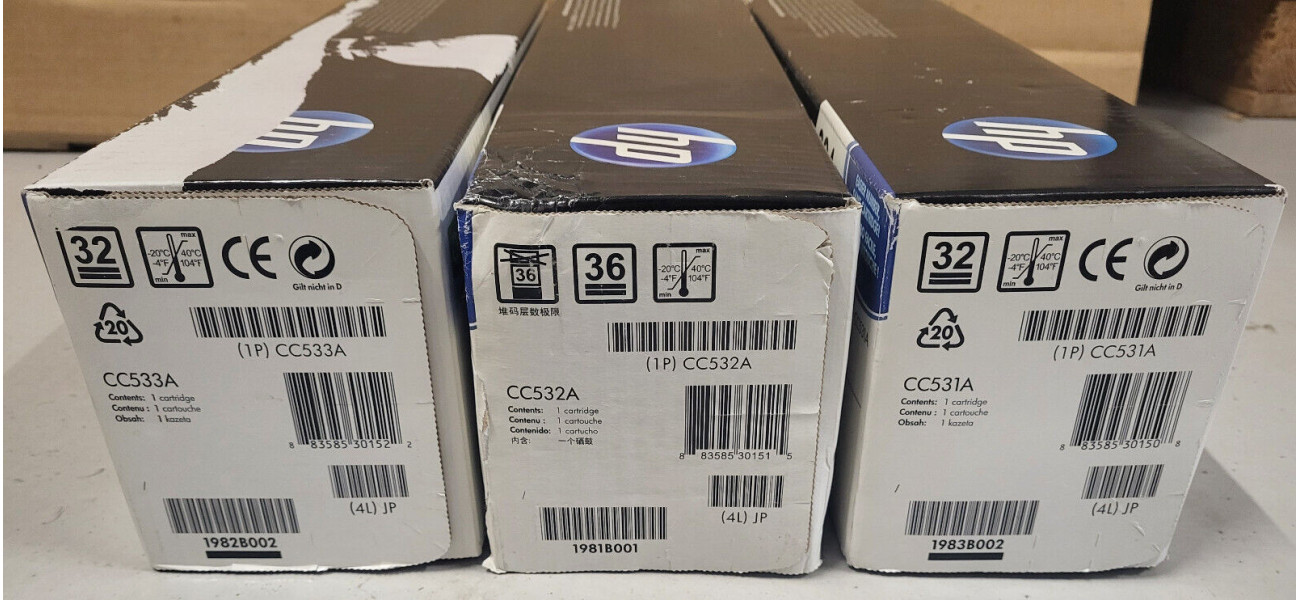 hp
32
-20°C
-4°F
max
40°C
104°F
min
CE
Gilt nicht in D
20
(1P) CC533A
CC533A
Contents: 1 cartridge
Contenu : 1 cartouche
Obsah: 1 kazeta
8 83585 30152 2
(4L) JP
1982B002
hp
36
堆码层数极限
36
-20°C
-4°F
max
40°C
104°F
min
(1P) CC532A
CC532A
Contents: 1 cartridge
Contenu : 1 cartouche
Contenido: 1 cartucho
内含: 一个硒鼓
8 83585 30151 5
(4L) JP
1981B001
hp
32
-20°C
-4°F
max
40°C
104°F
min
CE
Gilt nicht in D
20
(1P) CC531A
CC531A
Contents: 1 cartridge
Contenu : 1 cartouche
Obsah: 1 kazeta
8 83585 30150 8
(4L) JP
1983B002